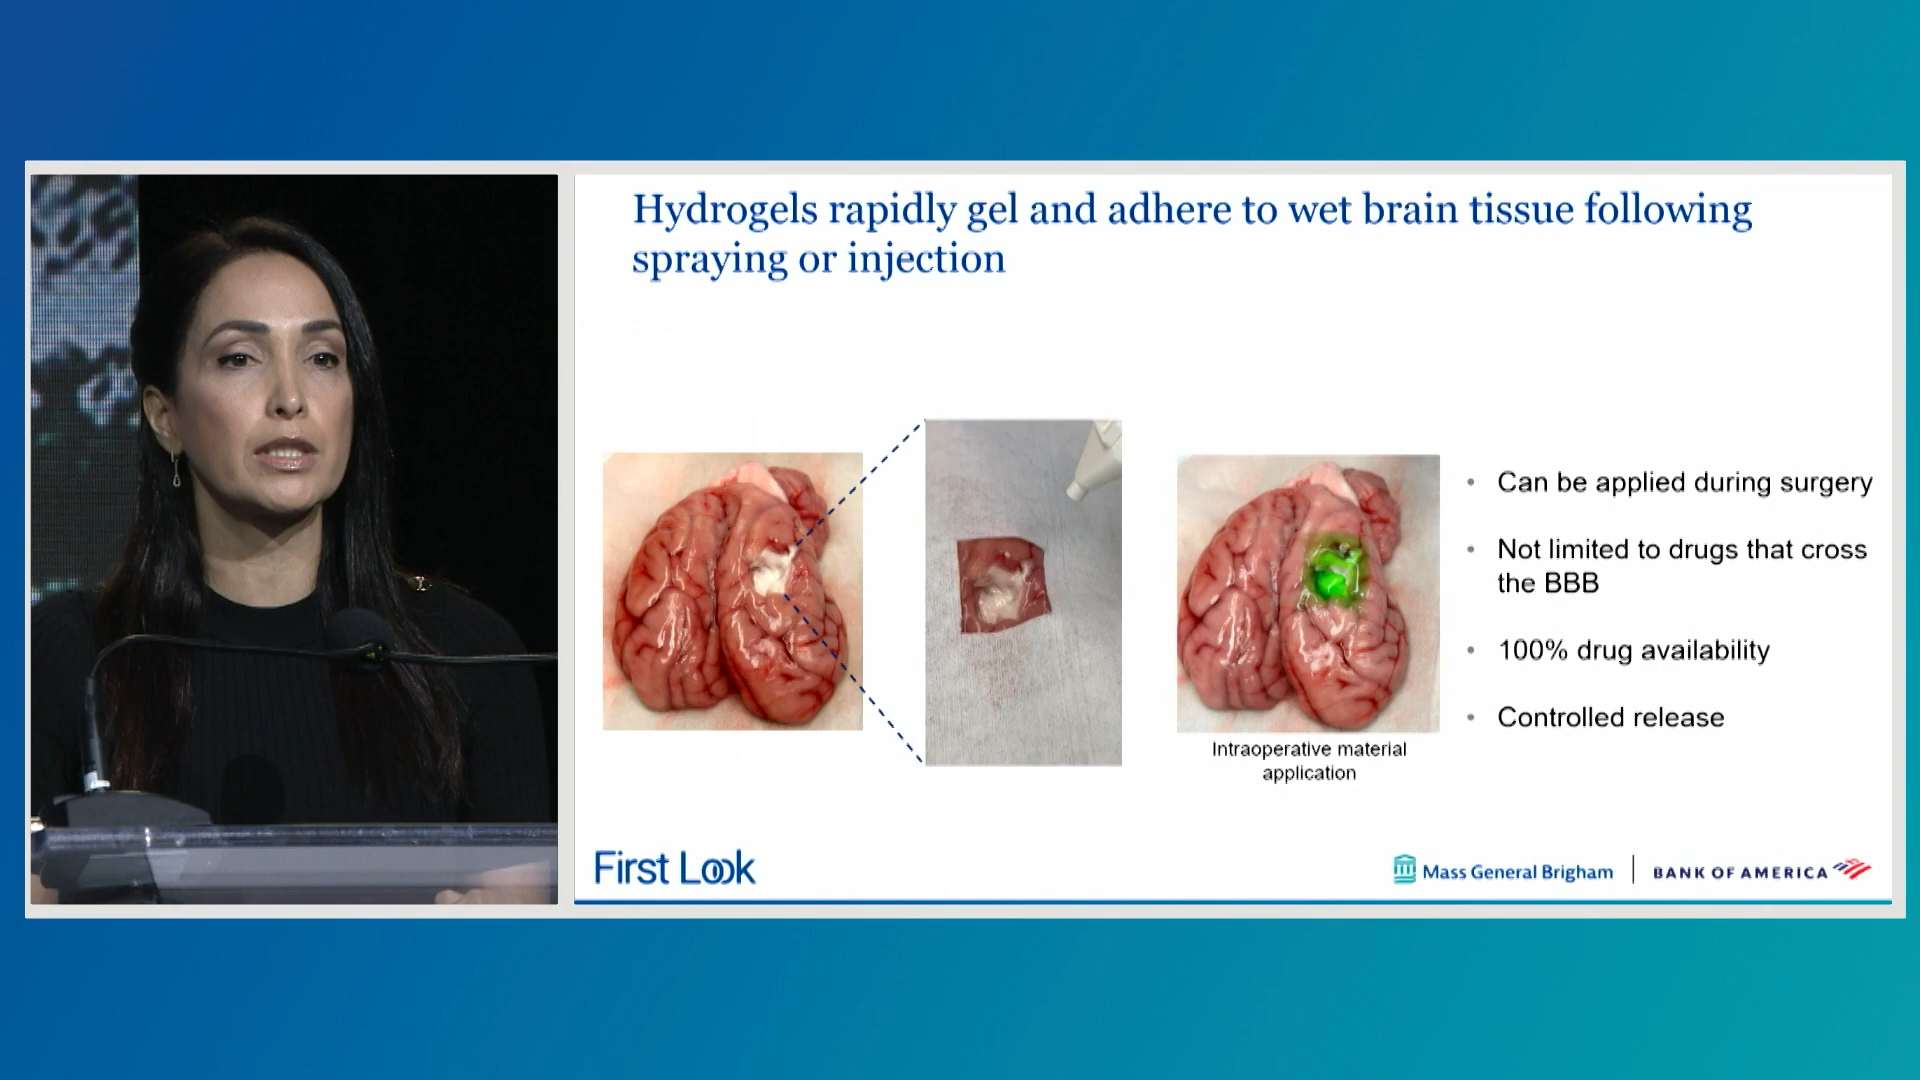 Hydrogels rapidly gel and adhere to wet brain tissue following
spraying or injection
• Can be applied during surgery
• Not limited to drugs that cross
the BBB
• 100% drug availability
• Controlled release
Intraoperative material
application
First Look
Mass General Brigham
BANK OF AMERICA